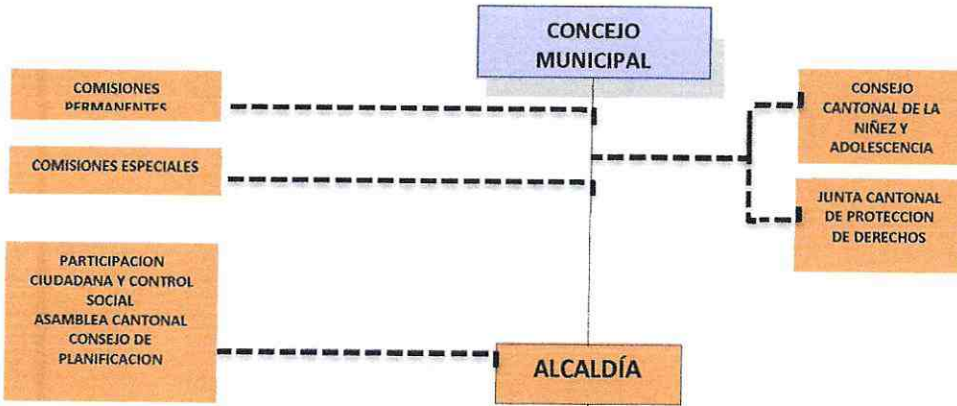 CONCEJO
MUNICIPAL
COMISIONES
PERMANENTES
COMISIONES ESPECIALES
PARTICIPACION
CIUDADANA Y CONTROL
SOCIAL
ASAMBLEA CANTONAL
CONSEJO DE
PLANIFICACION
CONSEJO
CANTONAL DE LA
NIÑEZ Y
ADOLESCENCIA
JUNTA CANTONAL
DE PROTECCION
DE DERECHOS
ALCALDÍA